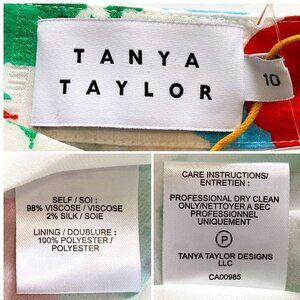 TANYA
TAYLOR
10
SELF / SOI :
98% VISCOSE / VISCOSE
2% SILK / SOIE
LINING / DOUBLURE :
100% POLYESTER /
POLYESTER
CARE INSTRUCTIONS/
ENTRETIEN :
PROFESSIONAL DRY CLEAN
ONLY/NETTOYER A SEC
PROFESSIONNEL
UNIQUEMENT
P
TANYA TAYLOR DESIGNS
LLC
CA00985